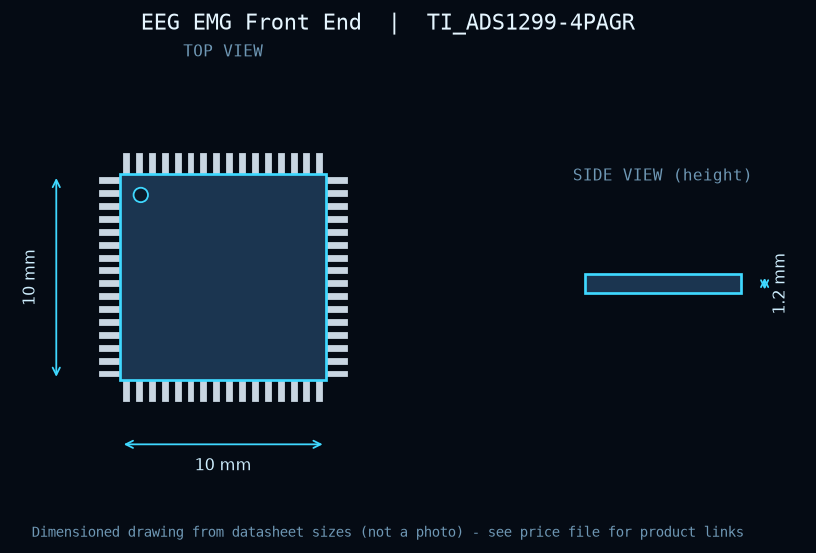 EEG EMG Front End | TI_ADS1299-4PAGR
TOP VIEW
SIDE VIEW (height)
10 mm
1.2 mm
10 mm
Dimensioned drawing from datasheet sizes (not a photo) - see price file for product links